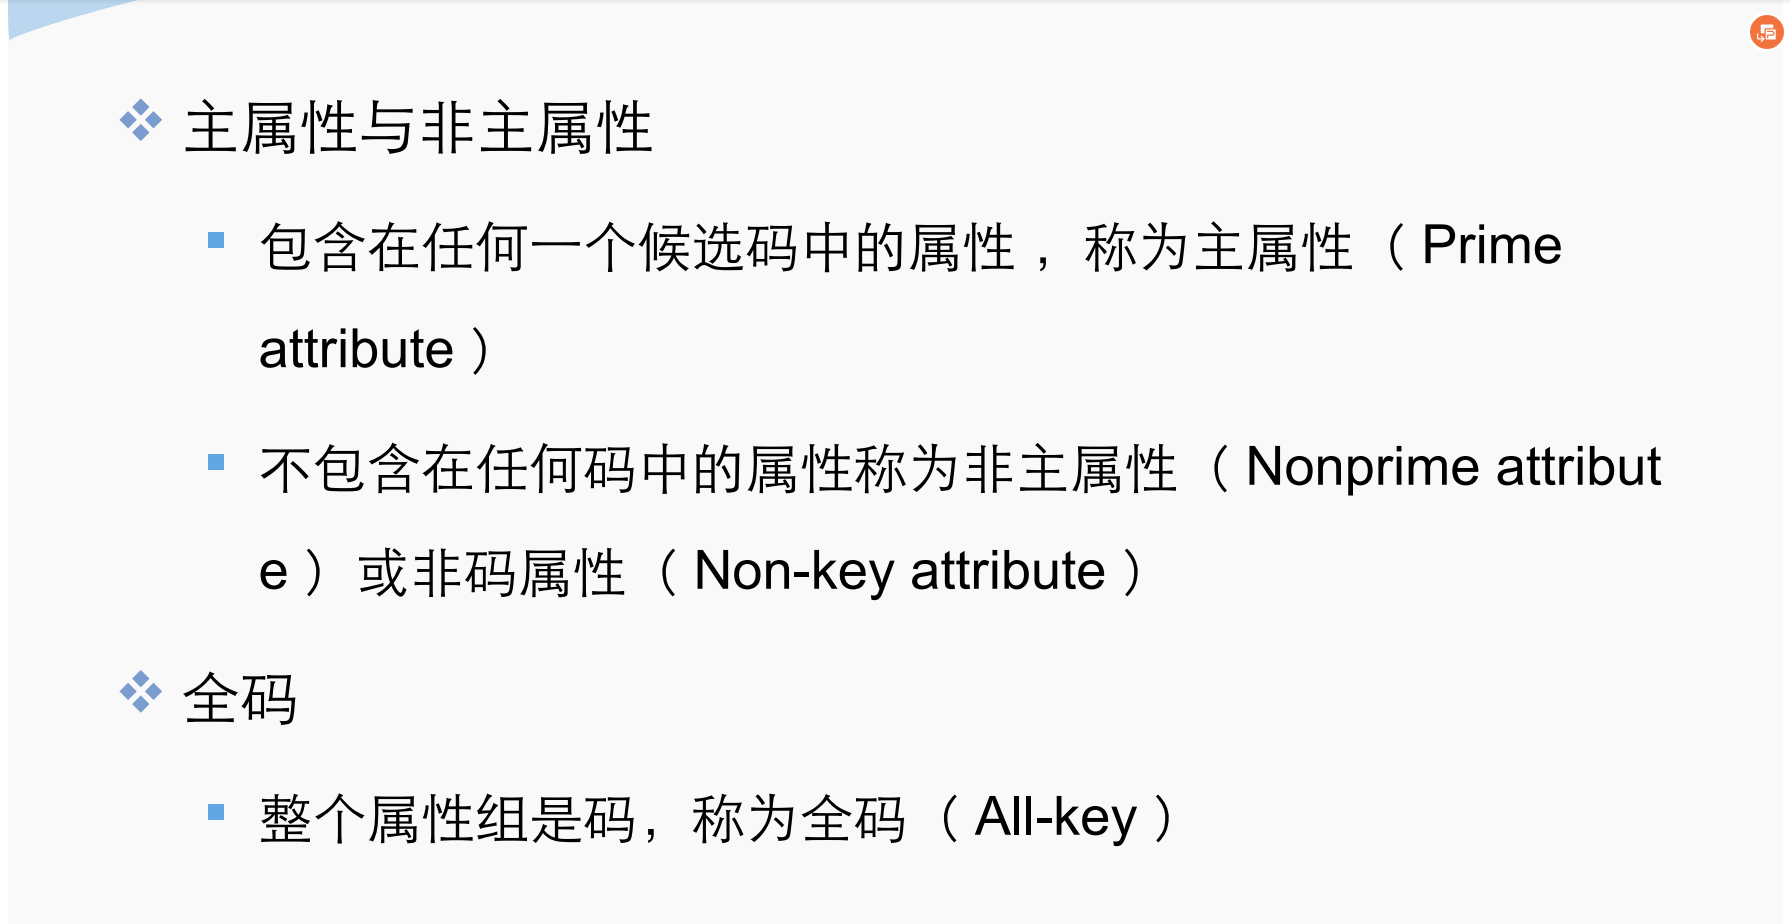 主属性与非主属性
包含在任何一个候选码中的属性，称为主属性（Prime
attribute）
不包含在任何码中的属性称为非主属性（Nonprime attribut
e）或非码属性（Non-key attribute）
全码
整个属性组是码，称为全码（All-key）